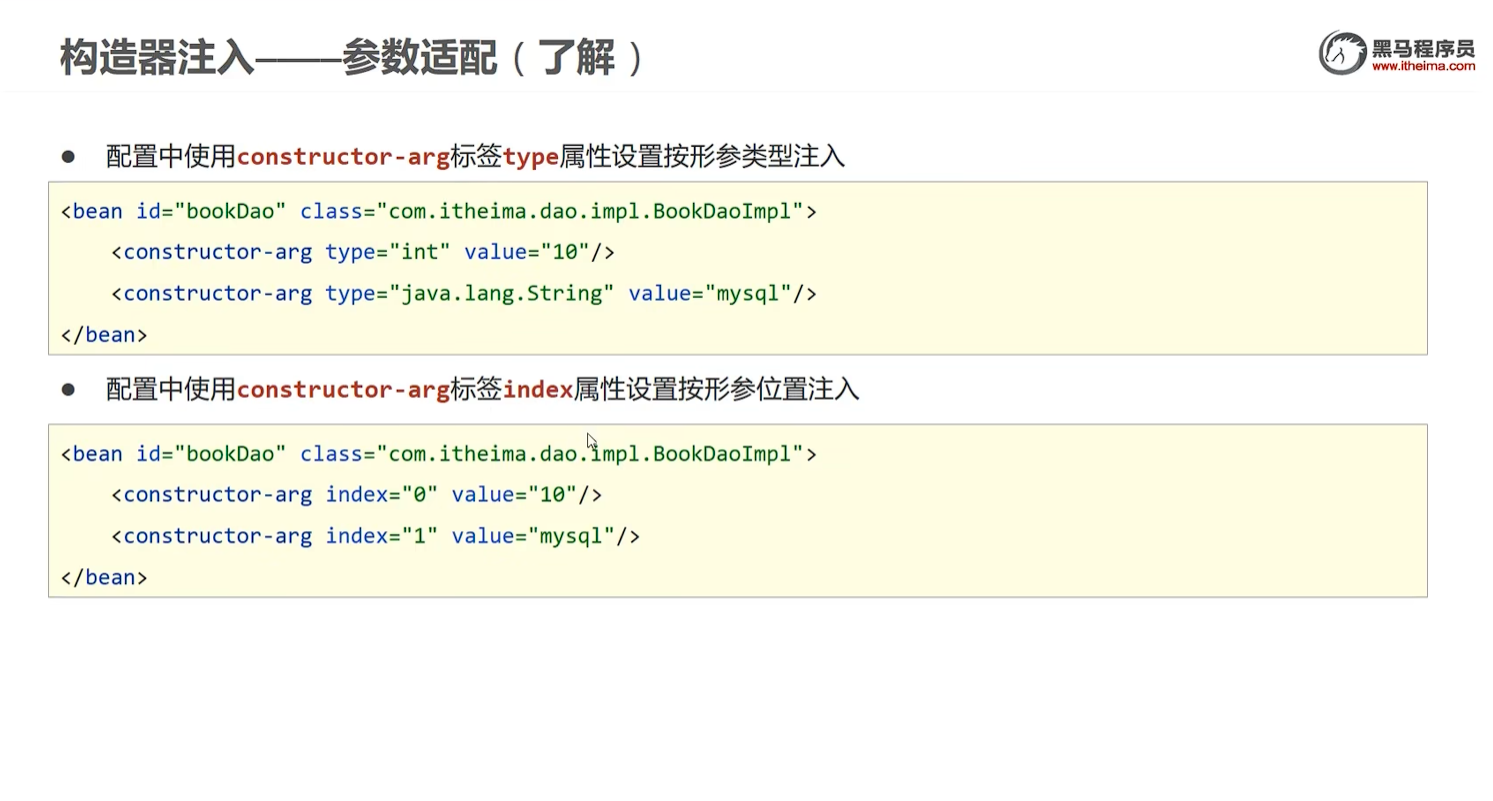 构造器注入——参数适配（了解）
黑马程序员
www.itheima.com
● 配置中使用constructor-arg标签type属性设置按形参类型注入
<bean id="bookDao" class="com.itheima.dao.impl.BookDaoImpl">
    <constructor-arg type="int" value="10"/>
    <constructor-arg type="java.lang.String" value="mysql"/>
</bean>
● 配置中使用constructor-arg标签index属性设置按形参位置注入
<bean id="bookDao" class="com.itheima.dao.impl.BookDaoImpl">
    <constructor-arg index="0" value="10"/>
    <constructor-arg index="1" value="mysql"/>
</bean>